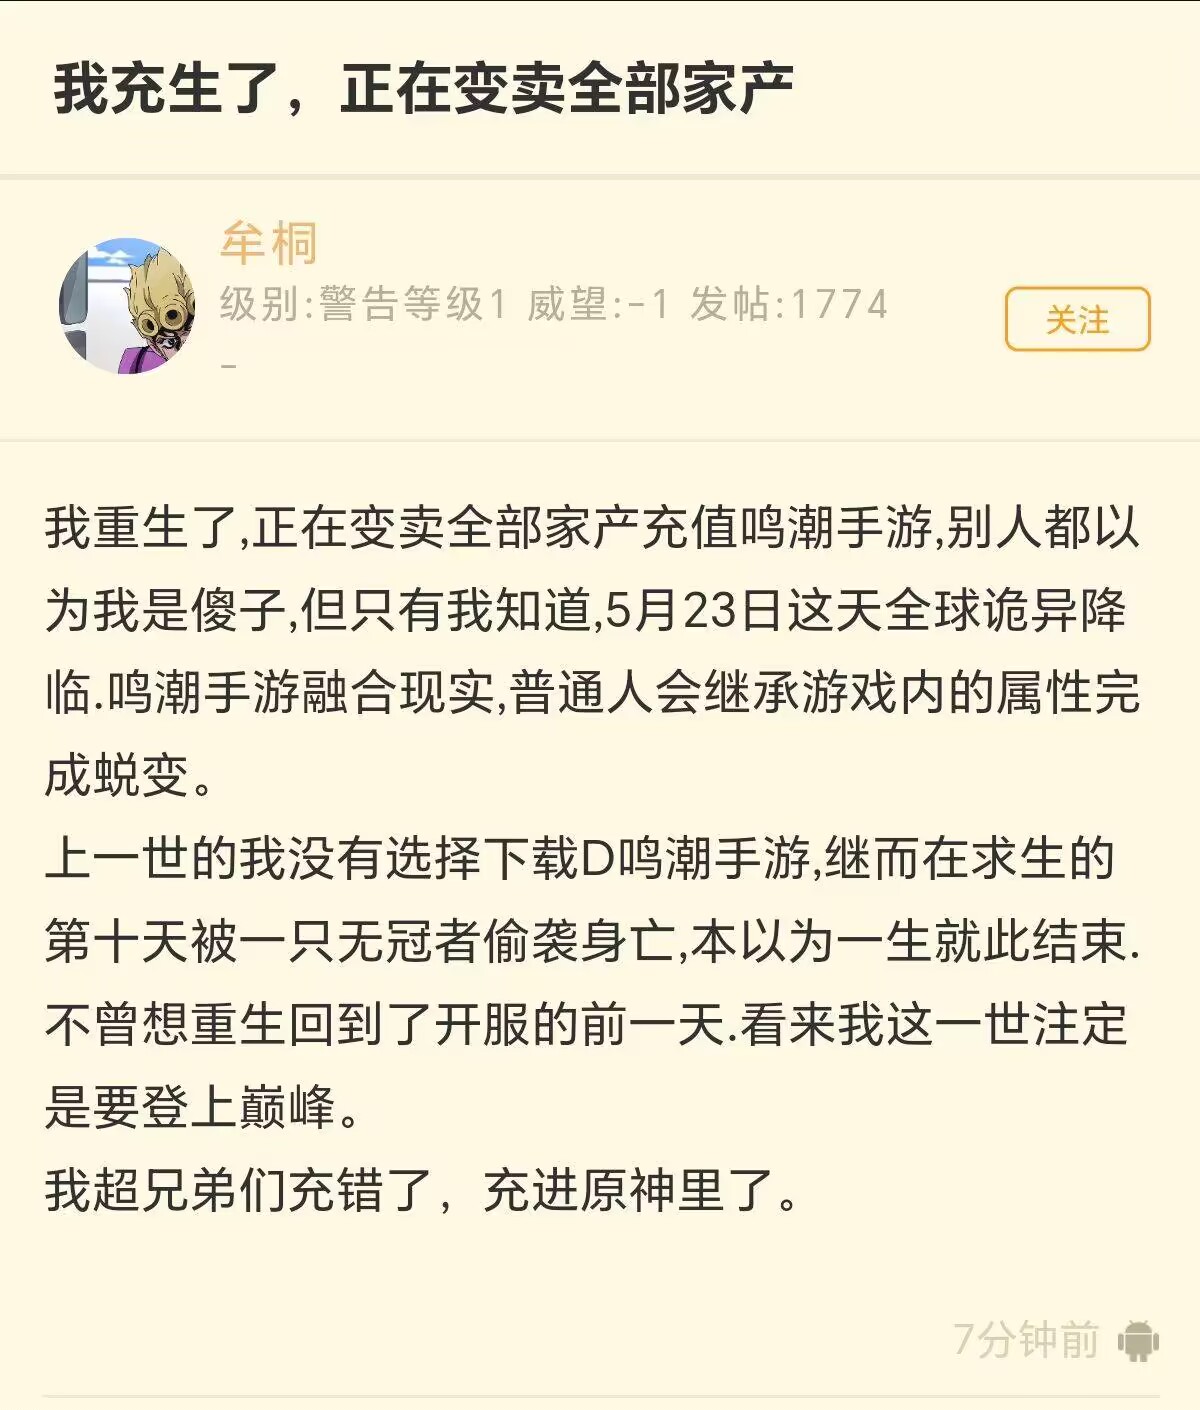 我充生了，正在变卖全部家产
牟桐
级别:警告等级1 威望:-1 发帖:1774
-
关注
我重生了,正在变卖全部家产充值鸣潮手游,别人都以
为我是傻子,但只有我知道,5月23日这天全球诡异降
临.鸣潮手游融合现实,普通人会继承游戏内的属性完
成蜕变。
上一世的我没有选择下载D鸣潮手游,继而在求生的
第十天被一只无冠者偷袭身亡,本以为一生就此结束.
不曾想重生回到了开服的前一天.看来我这一世注定
是要登上巅峰。
我超兄弟们充错了，充进原神里了。
7分钟前